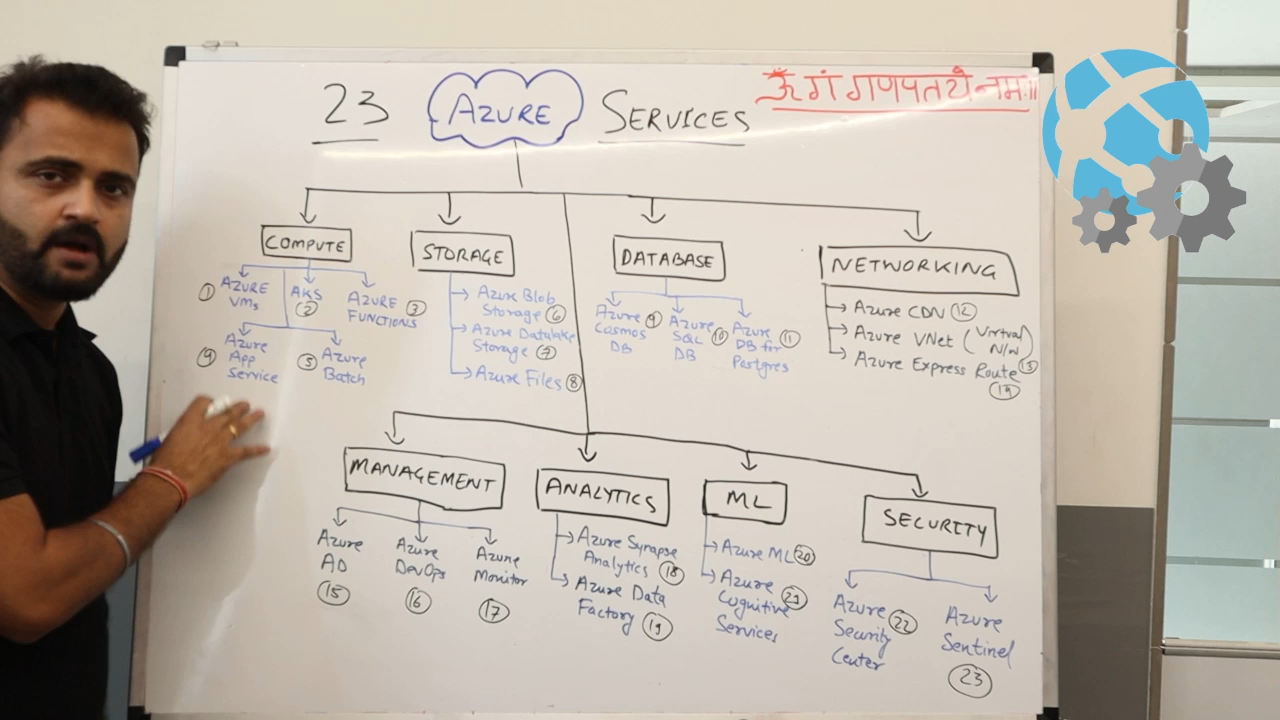 23 AZURE SERVICES
ॐ गं गणपतये नमः॥
COMPUTE
① AZURE
VMs
AKS
②
AZURE ③
FUNCTIONS
④ Azure
App
Service
⑤ Azure
Batch
STORAGE
Azure Blob
Storage ⑥
Azure Datalake
Storage ⑦
Azure Files ⑧
DATABASE
Azure ⑨
Cosmos
DB
Azure
SQL ⑩
DB
Azure
DB for ⑪
Postgres
NETWORKING
Azure CDN ⑫
Azure VNet (Virtual
N/w) ⑬
Azure Express Route
⑭
MANAGEMENT
Azure
AD
⑮
Azure
DevOps
⑯
Azure
Monitor
⑰
ANALYTICS
Azure Synapse
Analytics ⑱
Azure Data
Factory ⑲
ML
Azure ML ⑳
Azure
Cognitive ㉑
Services
SECURITY
Azure ㉒
Security
Center
Azure
Sentinel
㉓